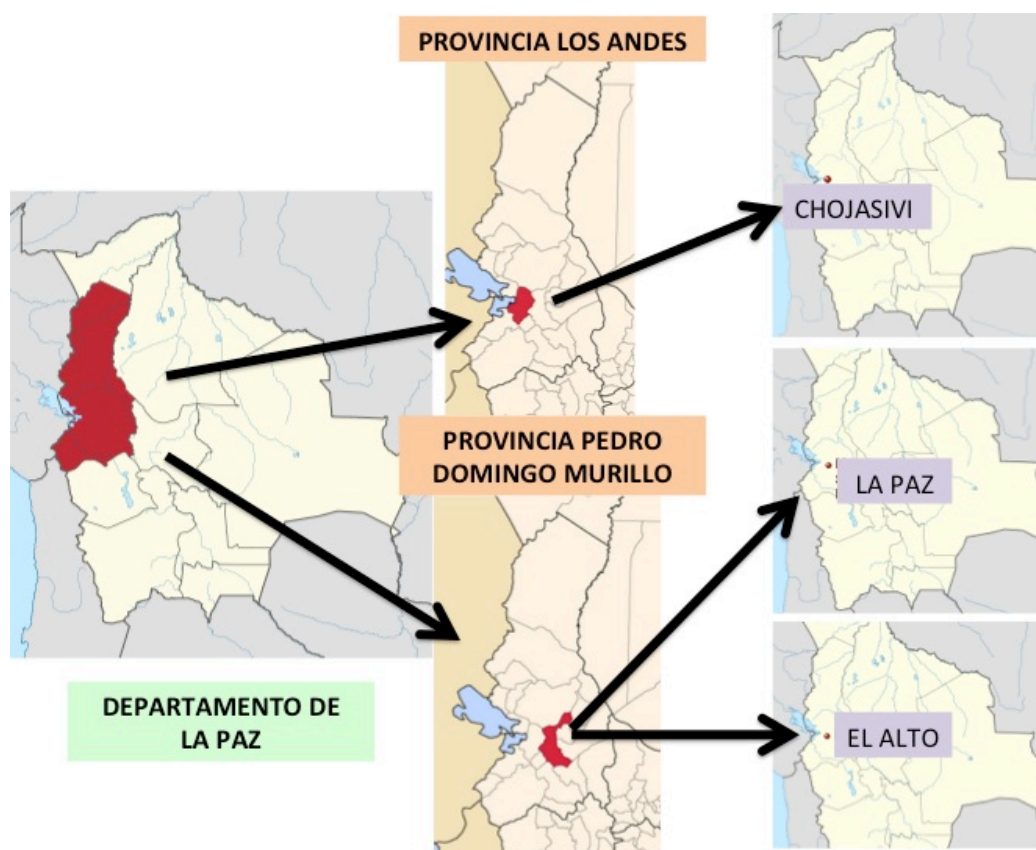 PROVINCIA LOS ANDES
CHOJASIVI
PROVINCIA PEDRO
DOMINGO MURILLO
LA PAZ
DEPARTAMENTO DE
LA PAZ
EL ALTO